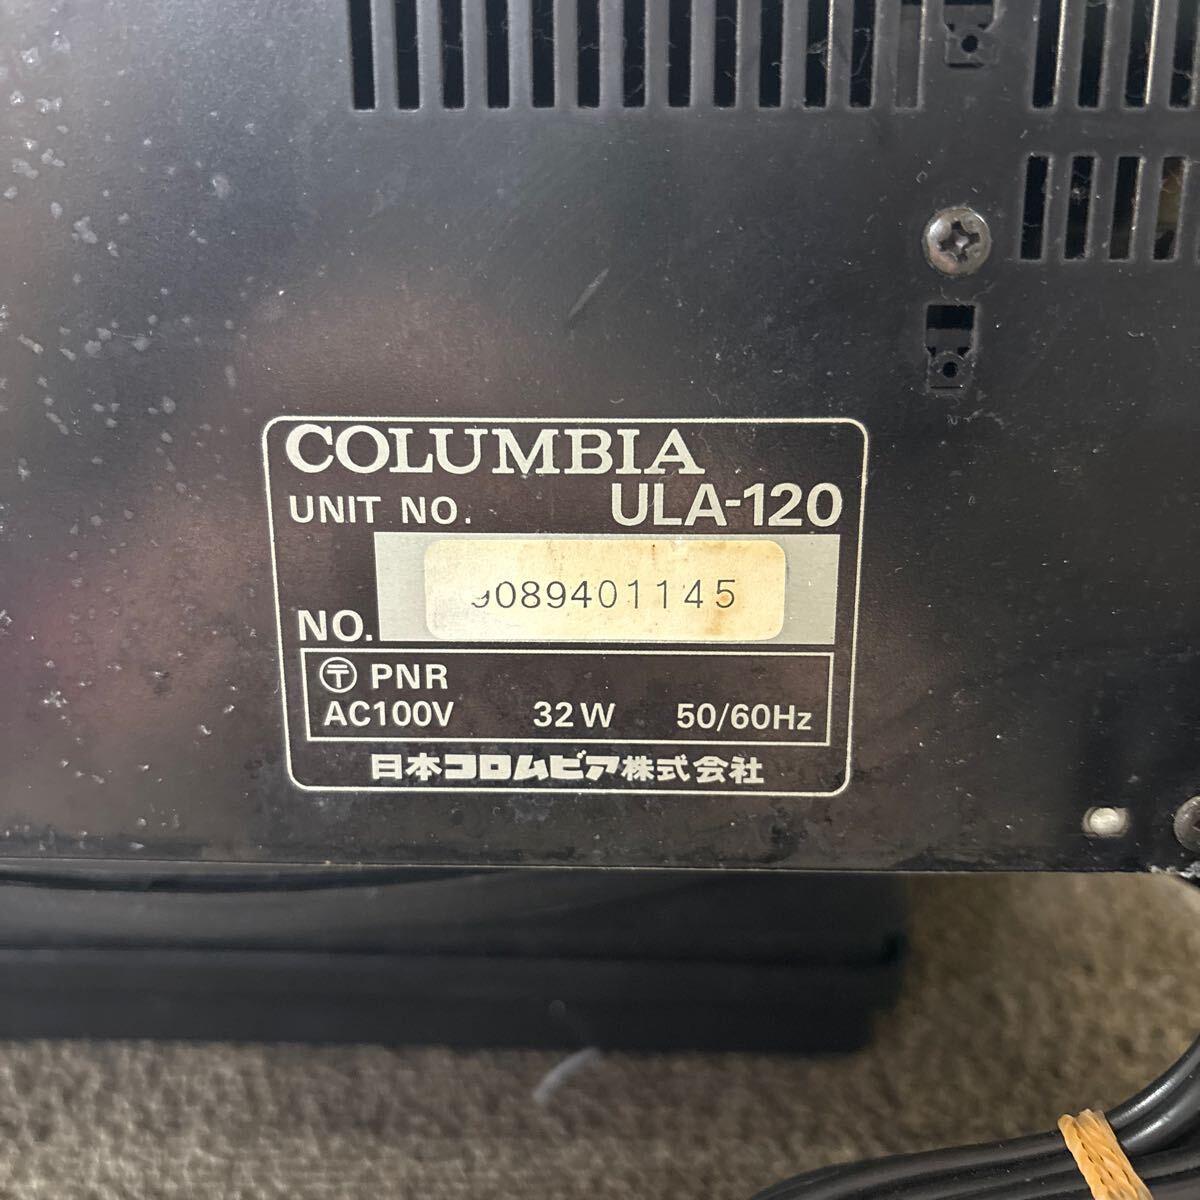 COLUMBIA
UNIT NO. ULA-120
NO. 9089401145
〒 PNR
AC100V 32W 50/60Hz
日本コロムビア株式会社